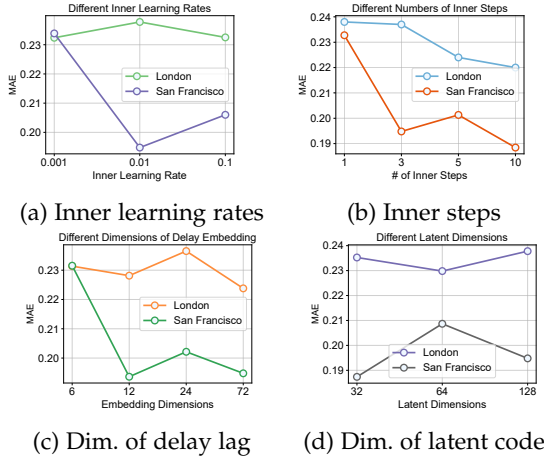 Different Inner Learning Rates
0.23
0.22
0.21
0.20
MAE
London
San Francisco
0.001
0.01
0.1
Inner Learning Rate
(a) Inner learning rates
Different Numbers of Inner Steps
0.24
0.23
0.22
0.21
0.20
0.19
MAE
London
San Francisco
1
3
5
10
# of Inner Steps
(b) Inner steps
Different Dimensions of Delay Embedding
0.23
0.22
0.21
0.20
MAE
London
San Francisco
6
12
24
72
Embedding Dimensions
(c) Dim. of delay lag
Different Latent Dimensions
0.24
0.23
0.22
0.21
0.20
0.19
MAE
London
San Francisco
32
64
128
Latent Dimensions
(d) Dim. of latent code